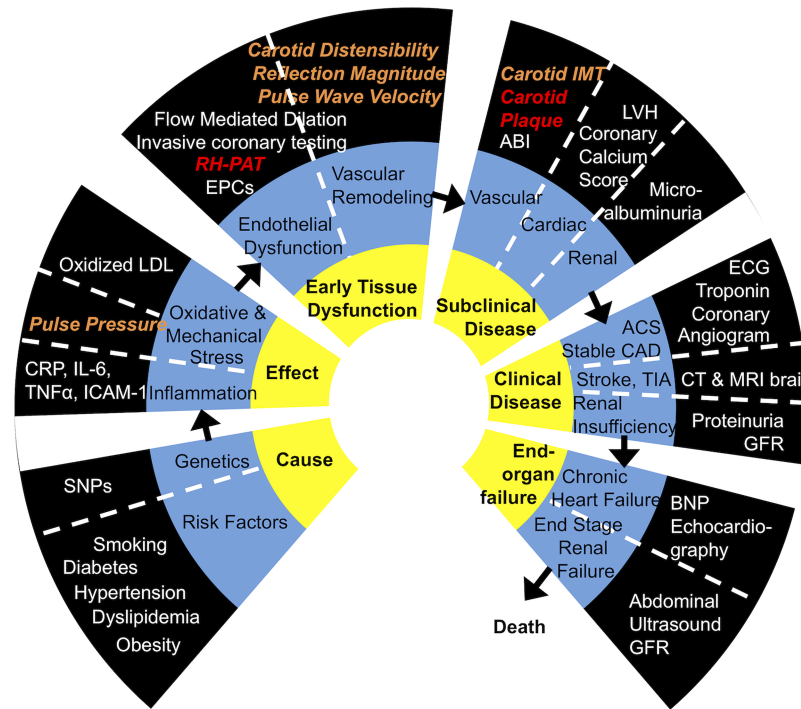 Cause
Genetics
Risk Factors
SNPs
Smoking
Diabetes
Hypertension
Dyslipidemia
Obesity
Effect
Oxidative &
Mechanical
Stress
Inflammation
Oxidized LDL
Pulse Pressure
CRP, IL-6,
TNFα, ICAM-1
Early Tissue
Dysfunction
Endothelial
Dysfunction
Vascular
Remodeling
Carotid Distensibility
Reflection Magnitude
Pulse Wave Velocity
Flow Mediated Dilation
Invasive coronary testing
RH-PAT
EPCs
Subclinical
Disease
Vascular
Cardiac
Renal
Carotid IMT
Carotid
Plaque
ABI
LVH
Coronary
Calcium
Score
Micro-
albuminuria
Clinical
Disease
ACS
Stable CAD
Stroke, TIA
Renal
Insufficiency
ECG
Troponin
Coronary
Angiogram
CT & MRI brai
Proteinuria
GFR
End-
organ
failure
Chronic
Heart Failure
End Stage
Renal
Failure
BNP
Echocardio-
graphy
Abdominal
Ultrasound
GFR
Death